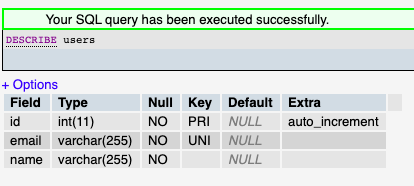 Your SQL query has been executed successfully.
DESCRIBE users
+ Options
Field Type Null Key Default Extra
id int(11) NO PRI NULL auto_increment
email varchar(255) NO UNI NULL
name varchar(255) NO NULL